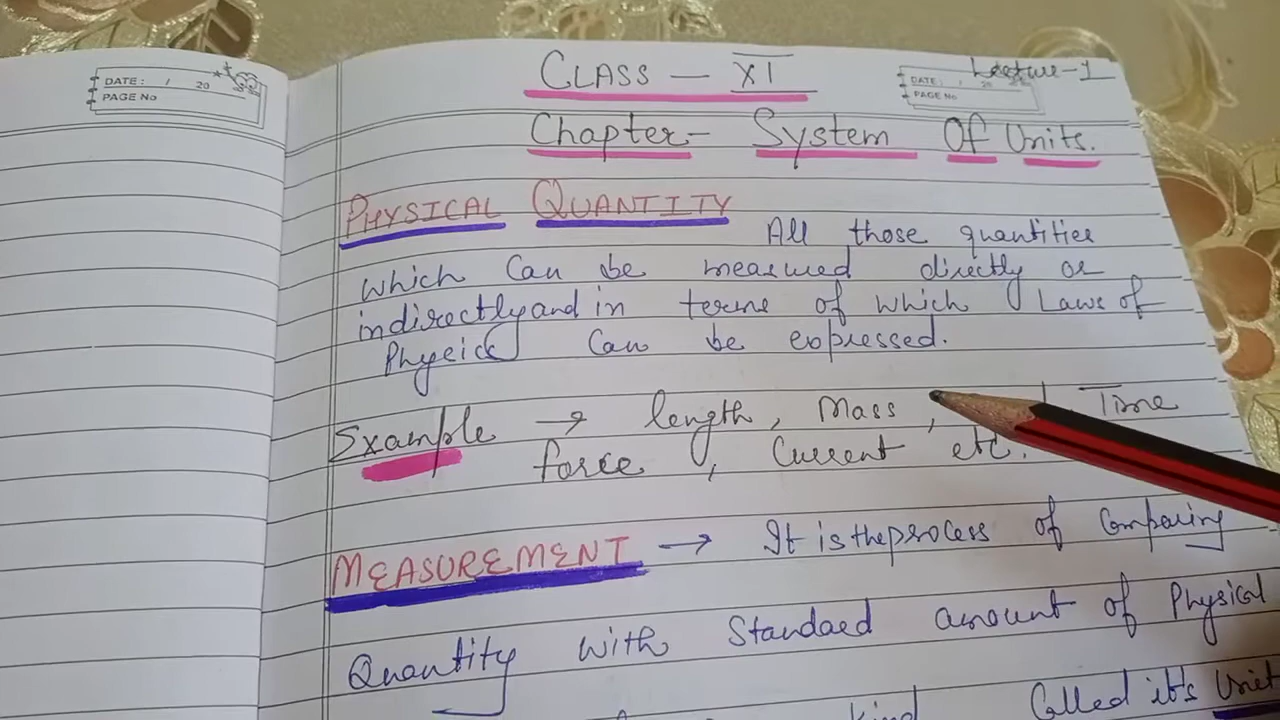 DATE: / 20
PAGE No
CLASS - XI
Lecture-1
DATE: / 20
PAGE No
Chapter- System Of Units.
PHYSICAL QUANTITY
All those quantities
which Can be measured directly or
indirectly and in terms of which Laws of
Physics Can be expressed.
Example → length, Mass, Time
force, Current etc.
MEASUREMENT → It is the process of Comparing
Quantity with Standard amount of Physical
kind Called it's Unit